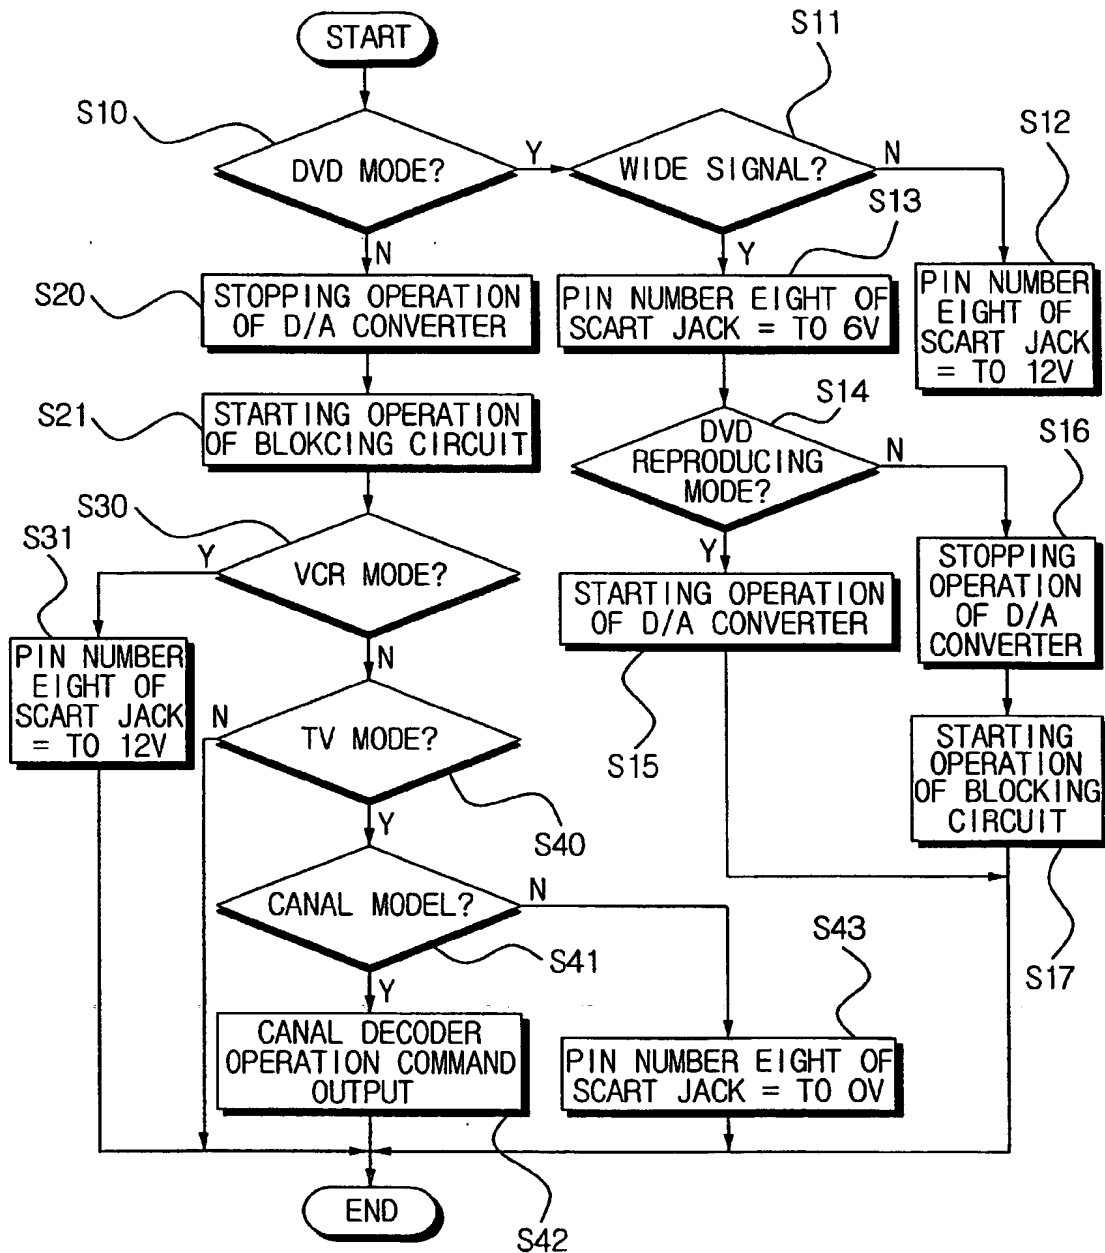 START
S11
S10
S12
DVD MODE?
Y
WIDE SIGNAL?
N
S13
N
Y
S20
STOPPING OPERATION
OF D/A CONVERTER
PIN NUMBER EIGHT OF
SCART JACK = TO 6V
PIN NUMBER
EIGHT OF
SCART JACK
= TO 12V
S21
STARTING OPERATION
OF BLOKCING CIRCUIT
S14
DVD
REPRODUCING
MODE?
N
S16
S30
S31
Y
VCR MODE?
Y
STOPPING
OPERATION
OF D/A
CONVERTER
STARTING OPERATION
OF D/A CONVERTER
PIN NUMBER
EIGHT OF
SCART JACK
= TO 12V
N
N
TV MODE?
S15
STARTING
OPERATION
OF BLOCKING
CIRCUIT
Y
S40
CANAL MODEL?
N
S41
S43
S17
Y
CANAL DECODER
OPERATION COMMAND
OUTPUT
PIN NUMBER EIGHT OF
SCART JACK = TO 0V
END
S42